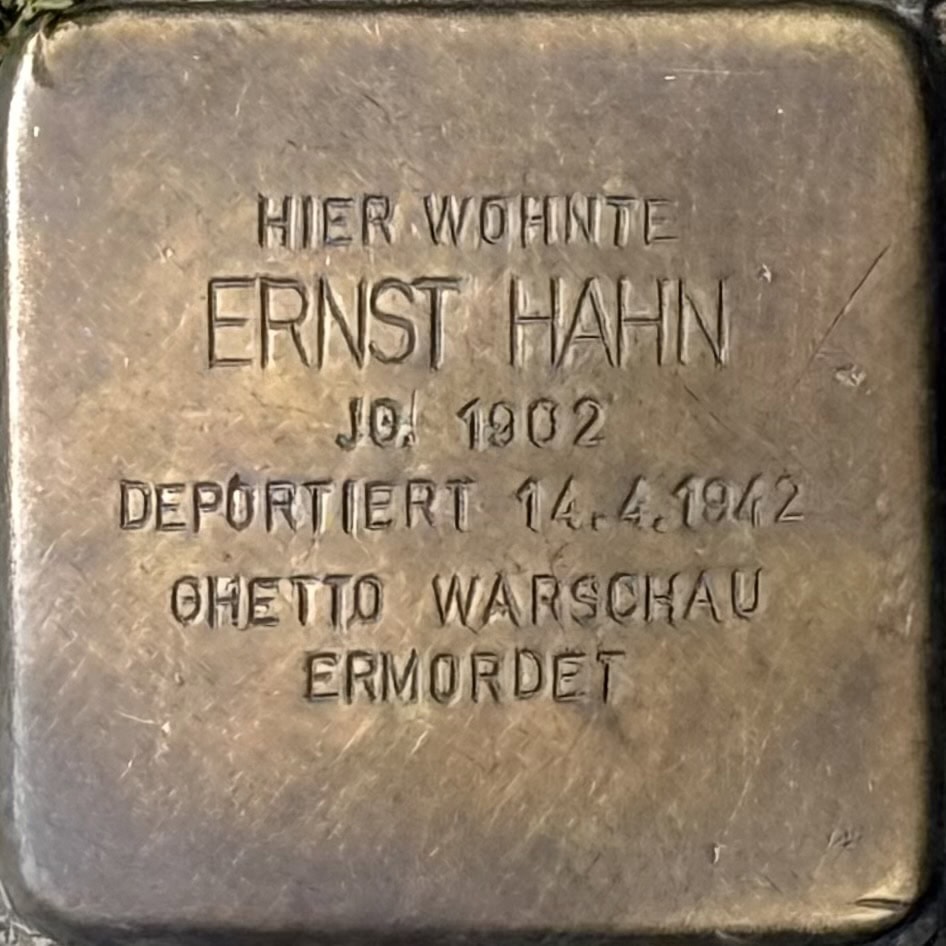 HIER WOHNTE
ERNST HAHN
JG. 1902
DEPORTIERT 14.4.1942
GHETTO WARSCHAU
ERMORDET